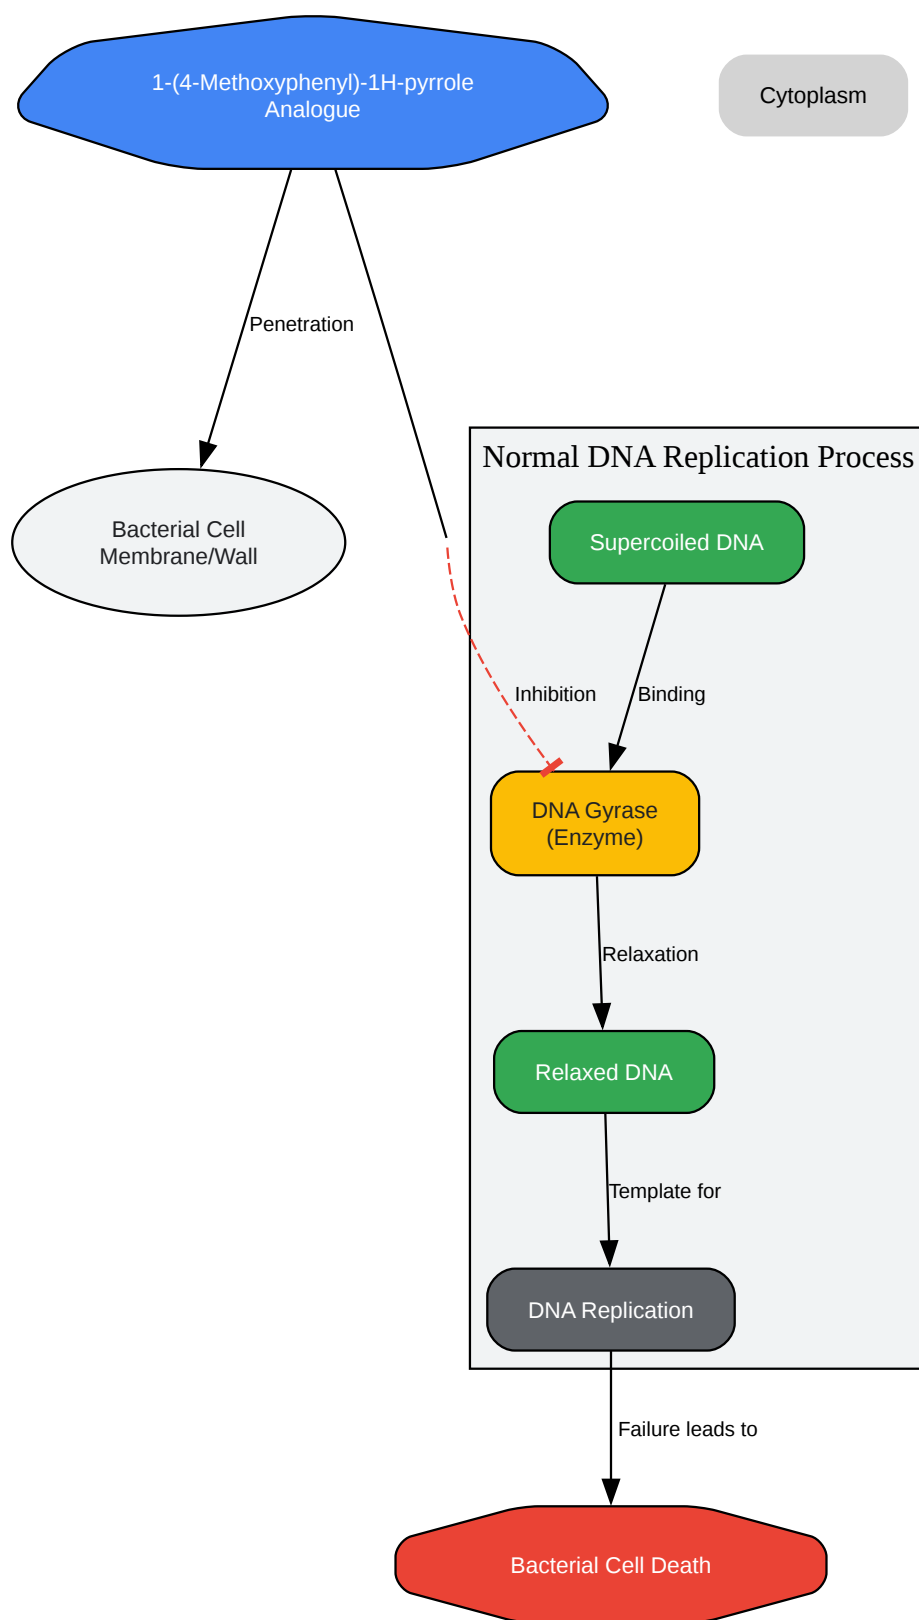 1-(4-Methoxyphenyl)-1H-pyrrole
Analogue
Cytoplasm
Penetration
Normal DNA Replication Process
Bacterial Cell
Membrane/Wall
Supercoiled DNA
Inhibition
Binding
DNA Gyrase
(Enzyme)
Relaxation
Relaxed DNA
Template for
DNA Replication
Failure leads to
Bacterial Cell Death